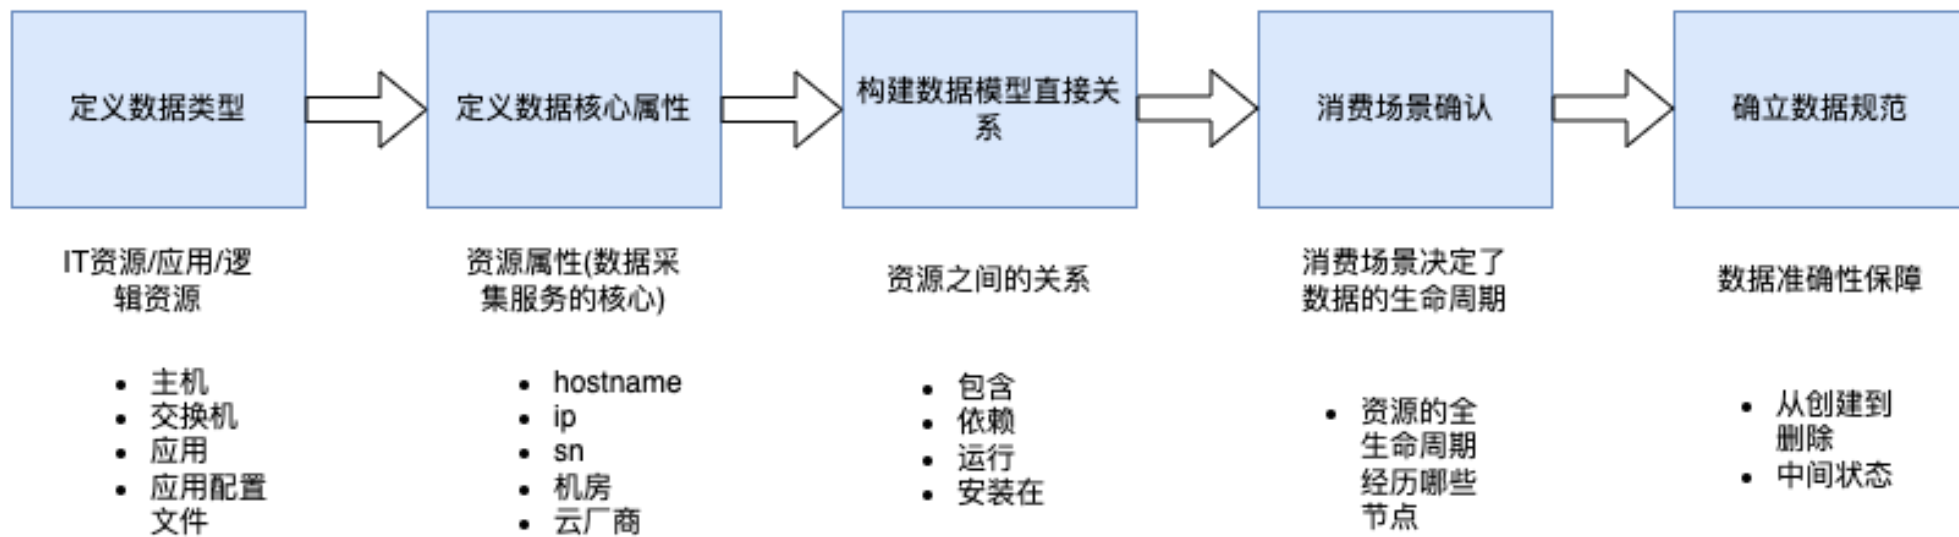 定义数据类型
定义数据核心属性
构建数据模型直接关
系
消费场景确认
确立数据规范
IT资源/应用/逻
辑资源
资源属性(数据采
集服务的核心)
资源之间的关系
消费场景决定了
数据的生命周期
数据准确性保障
• 主机
• 交换机
• 应用
• 应用配置
文件
• hostname
• ip
• sn
• 机房
• 云厂商
• 包含
• 依赖
• 运行
• 安装在
• 资源的全
生命周期
经历哪些
节点
• 从创建到
删除
• 中间状态